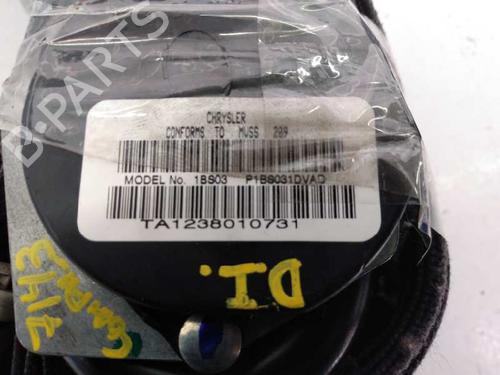 B-PARTS
CHRYSLER
CONFORMS TO MVSS 209
MODEL No. 1BS03 P1BS031DVAD
TA1238010731
D.I.